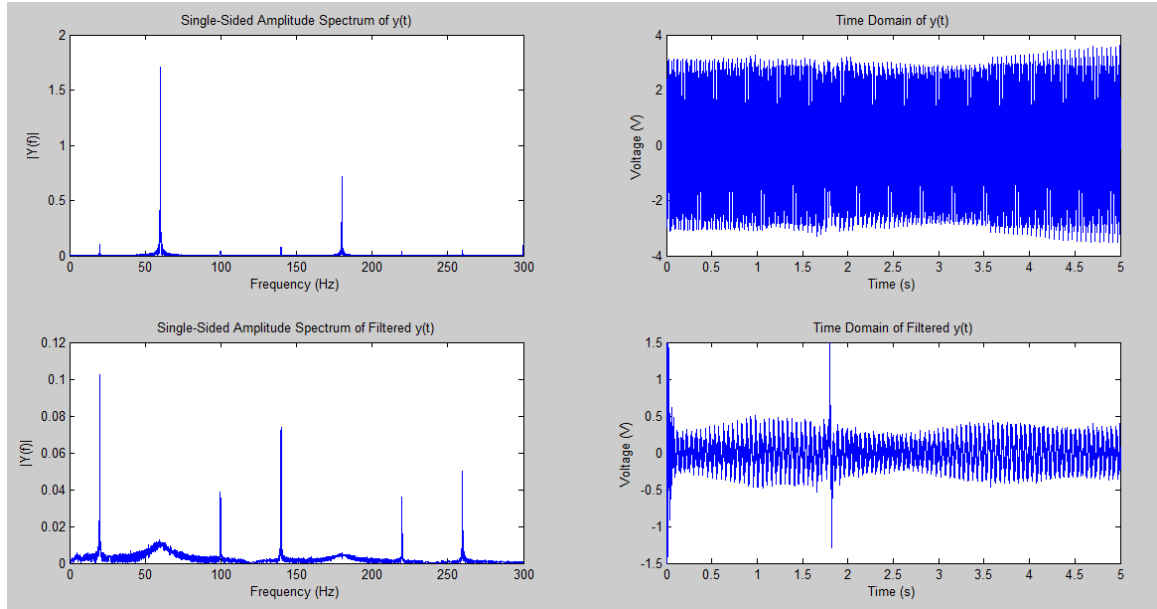 Single-Sided Amplitude Spectrum of y(t)
2
1.5
1
0.5
0
|Y(f)|
0 50 100 150 200 250 300
Frequency (Hz)
Time Domain of y(t)
4
2
0
-2
-4
Voltage (V)
0 0.5 1 1.5 2 2.5 3 3.5 4 4.5 5
Time (s)
Single-Sided Amplitude Spectrum of Filtered y(t)
0.12
0.1
0.08
0.06
0.04
0.02
0
|Y(f)|
0 50 100 150 200 250 300
Frequency (Hz)
Time Domain of Filtered y(t)
1.5
1
0.5
0
-0.5
-1
-1.5
Voltage (V)
0 0.5 1 1.5 2 2.5 3 3.5 4 4.5 5
Time (s)